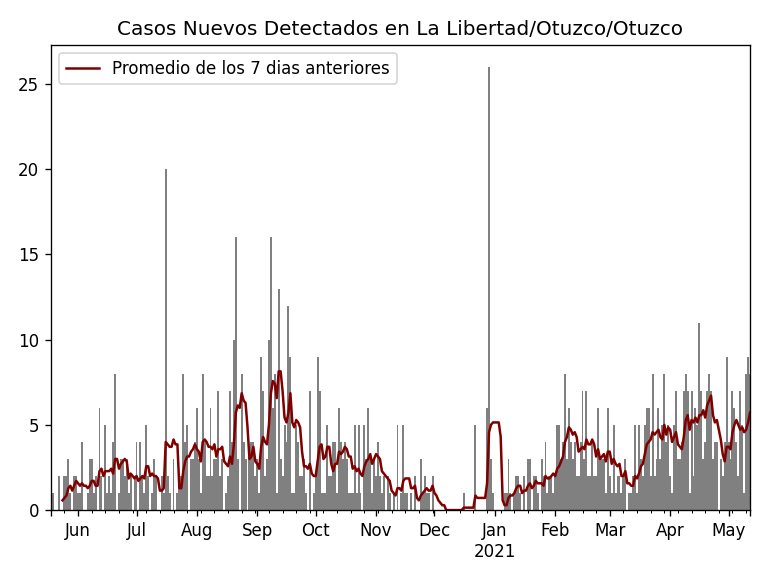 Casos Nuevos Detectados en La Libertad/Otuzco/Otuzco
Promedio de los 7 dias anteriores
25
20
15
10
5
0
Jun Jul Aug Sep Oct Nov Dec Jan Feb Mar Apr May
2021